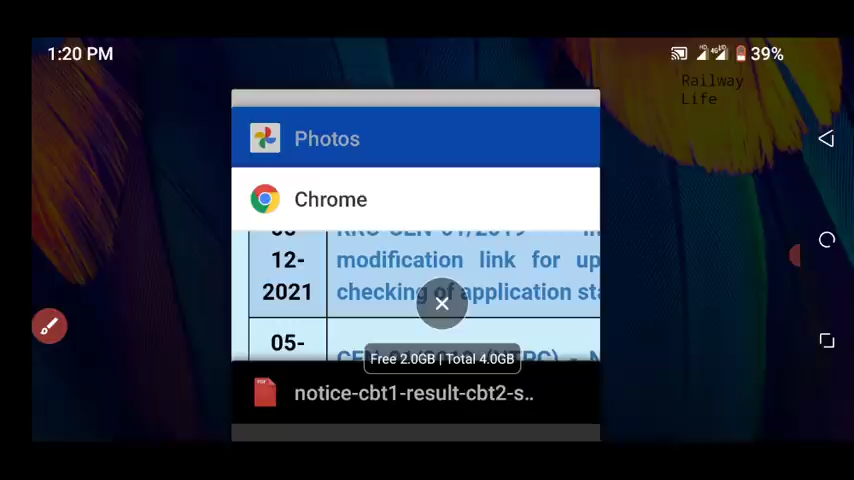 1:20 PM
39%
Railway
Life
Photos
Chrome
12-
2021
modification link for up
checking of application sta
05-
Free 2.0GB | Total 4.0GB
notice-cbt1-result-cbt2-s..